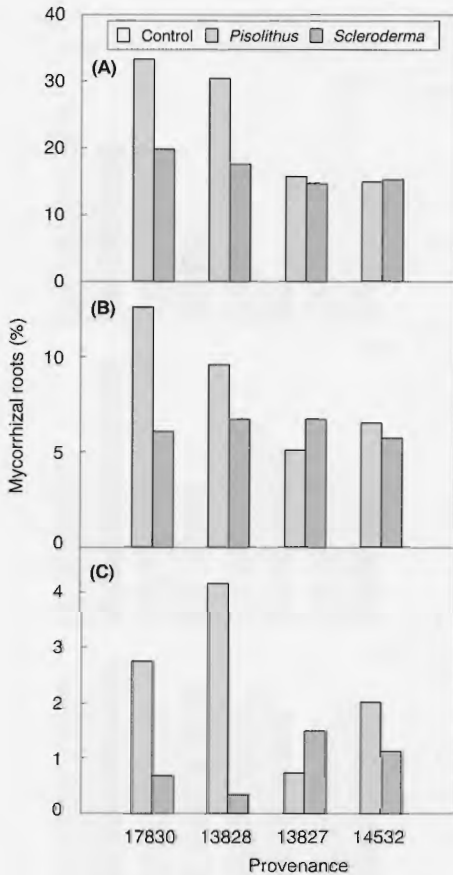 40
Control Pisolithus Scleroderma
(A)
30
20
10
0
(B)
10
5
0
(C)
4
3
2
1
0
Mycorrhizal roots (%)
17830 13828 13827 14532
Provenance